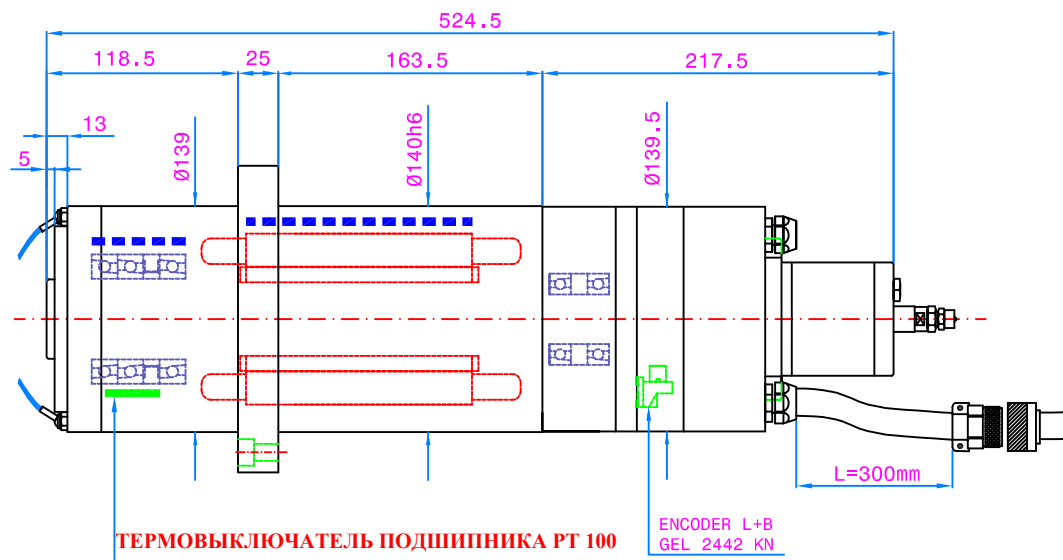 524.5
118.5
25
163.5
217.5
13
5
Ø139
Ø140h6
Ø139.5
L=300mm
ТЕРМОВЫКЛЮЧАТЕЛЬ ПОДШИПНИКА PT 100
ENCODER L+B
GEL 2442 KN